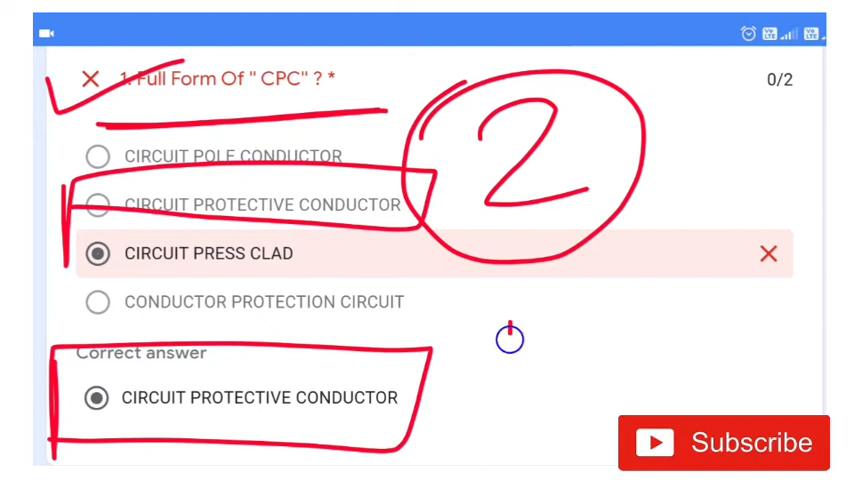 1. Full Form Of " CPC" ? *
0/2
CIRCUIT POLE CONDUCTOR
2
CIRCUIT PROTECTIVE CONDUCTOR
CIRCUIT PRESS CLAD
CONDUCTOR PROTECTION CIRCUIT
Correct answer
CIRCUIT PROTECTIVE CONDUCTOR
Subscribe